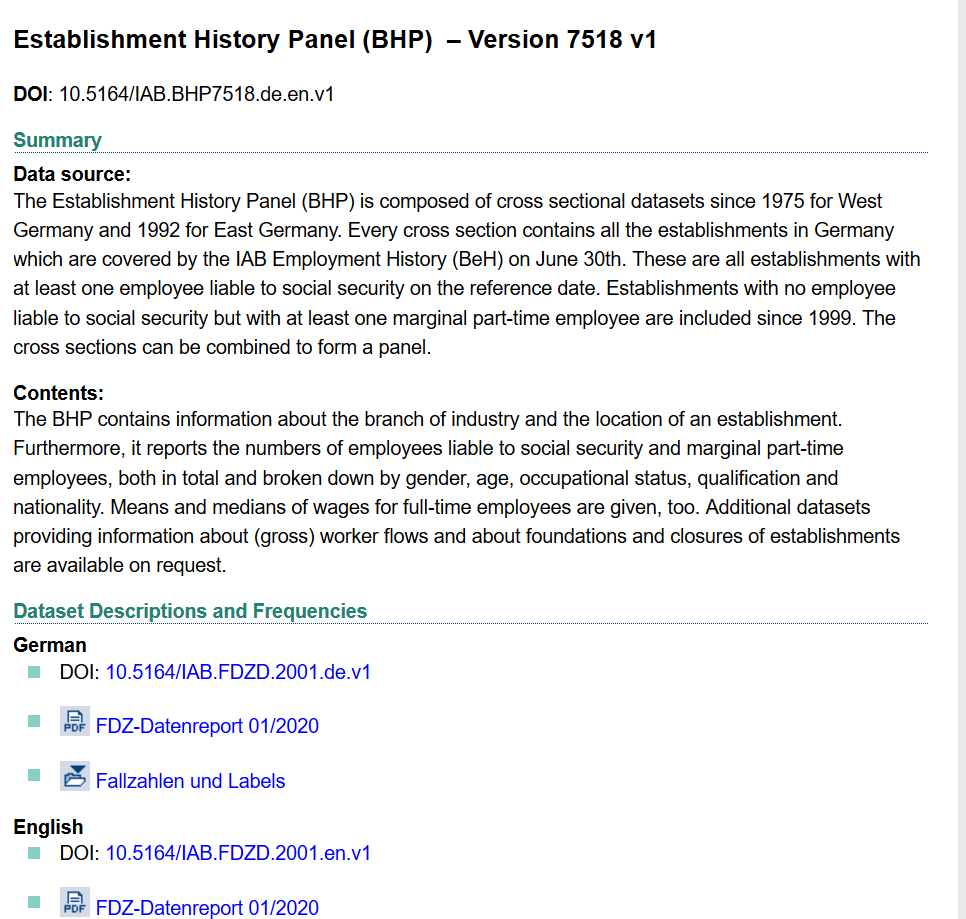 Establishment History Panel (BHP) – Version 7518 v1
DOI: 10.5164/IAB.BHP7518.de.en.v1
Summary
Data source:
The Establishment History Panel (BHP) is composed of cross sectional datasets since 1975 for West
Germany and 1992 for East Germany. Every cross section contains all the establishments in Germany
which are covered by the IAB Employment History (BeH) on June 30th. These are all establishments with
at least one employee liable to social security on the reference date. Establishments with no employee
liable to social security but with at least one marginal part-time employee are included since 1999. The
cross sections can be combined to form a panel.
Contents:
The BHP contains information about the branch of industry and the location of an establishment.
Furthermore, it reports the numbers of employees liable to social security and marginal part-time
employees, both in total and broken down by gender, age, occupational status, qualification and
nationality. Means and medians of wages for full-time employees are given, too. Additional datasets
providing information about (gross) worker flows and about foundations and closures of establishments
are available on request.
Dataset Descriptions and Frequencies
German
DOI: 10.5164/IAB.FDZD.2001.de.v1
PDF FDZ-Datenreport 01/2020
Fallzahlen und Labels
English
DOI: 10.5164/IAB.FDZD.2001.en.v1
PDF FDZ-Datenreport 01/2020